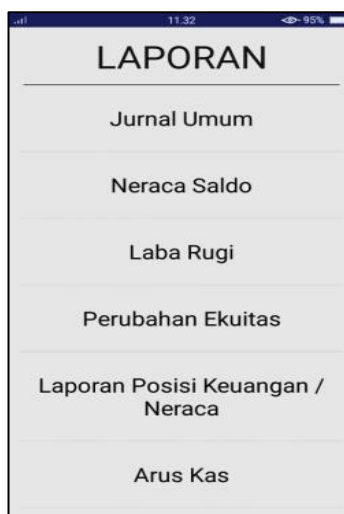 11.32
95%
LAPORAN
Jurnal Umum
Neraca Saldo
Laba Rugi
Perubahan Ekuitas
Laporan Posisi Keuangan /
Neraca
Arus Kas